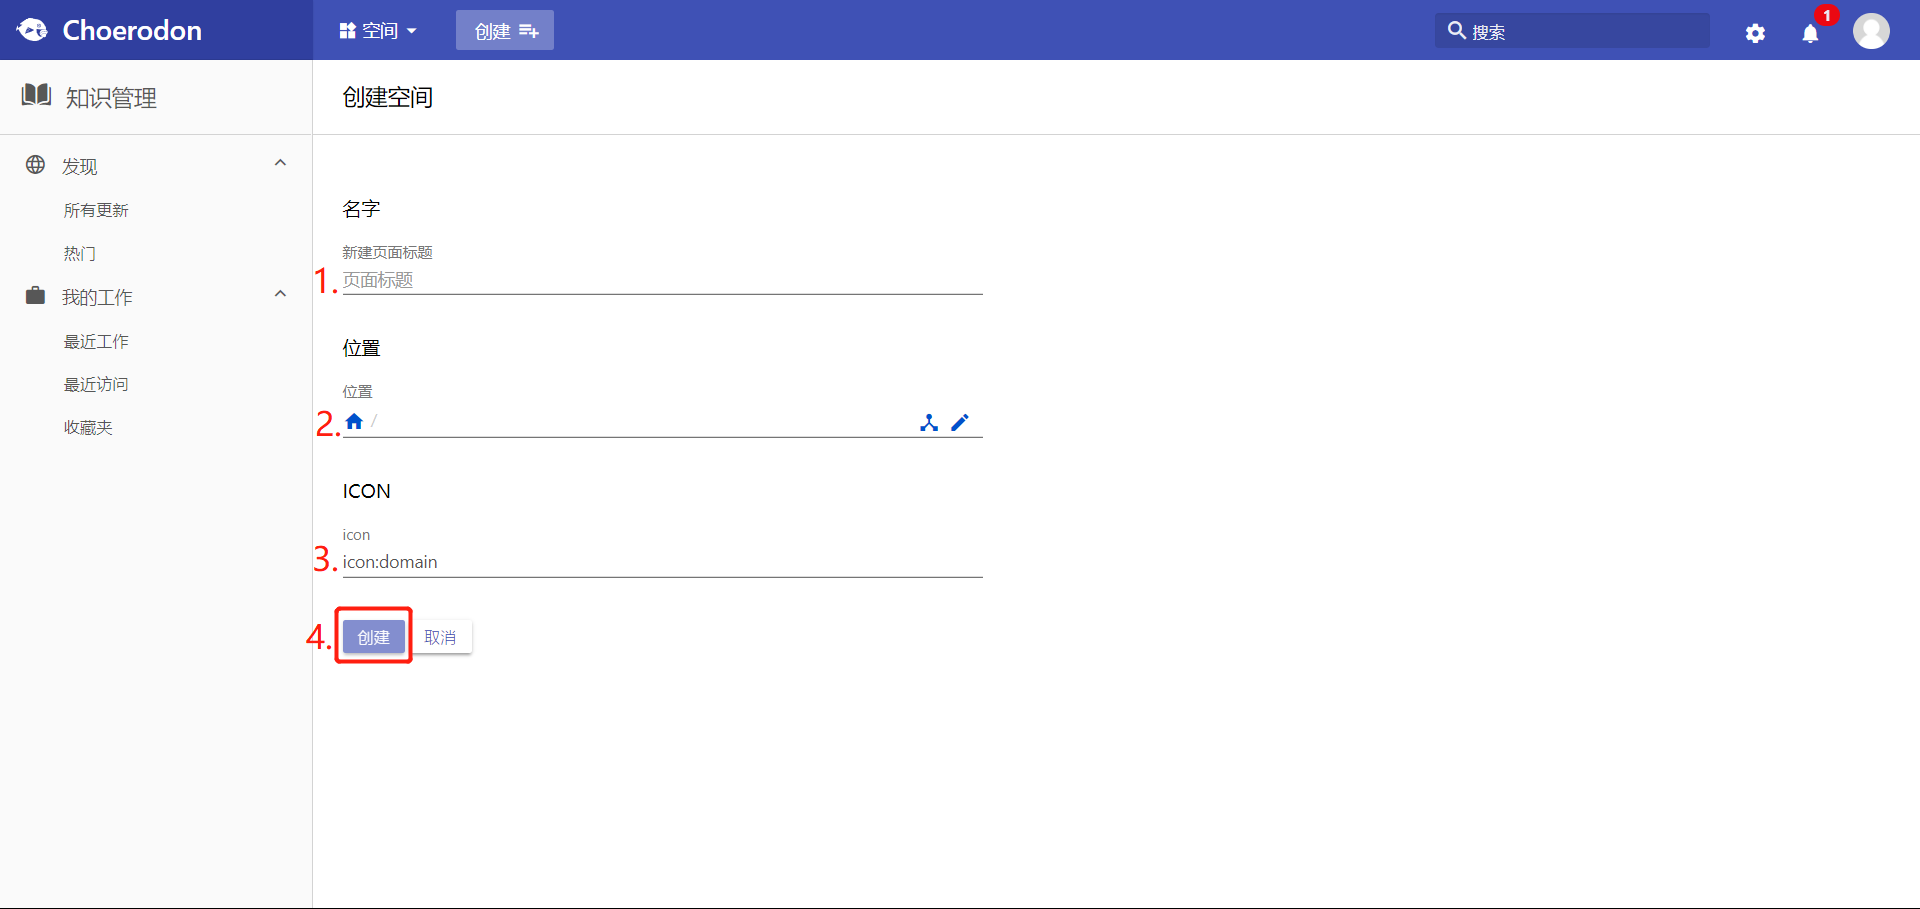 Choerodon
空间
创建
搜索
1
知识管理
创建空间
发现
所有更新
热门
我的工作
最近工作
最近访问
收藏夹
名字
新建页面标题
1. 页面标题
位置
位置
2. /
ICON
icon
3. icon:domain
4. 创建 取消